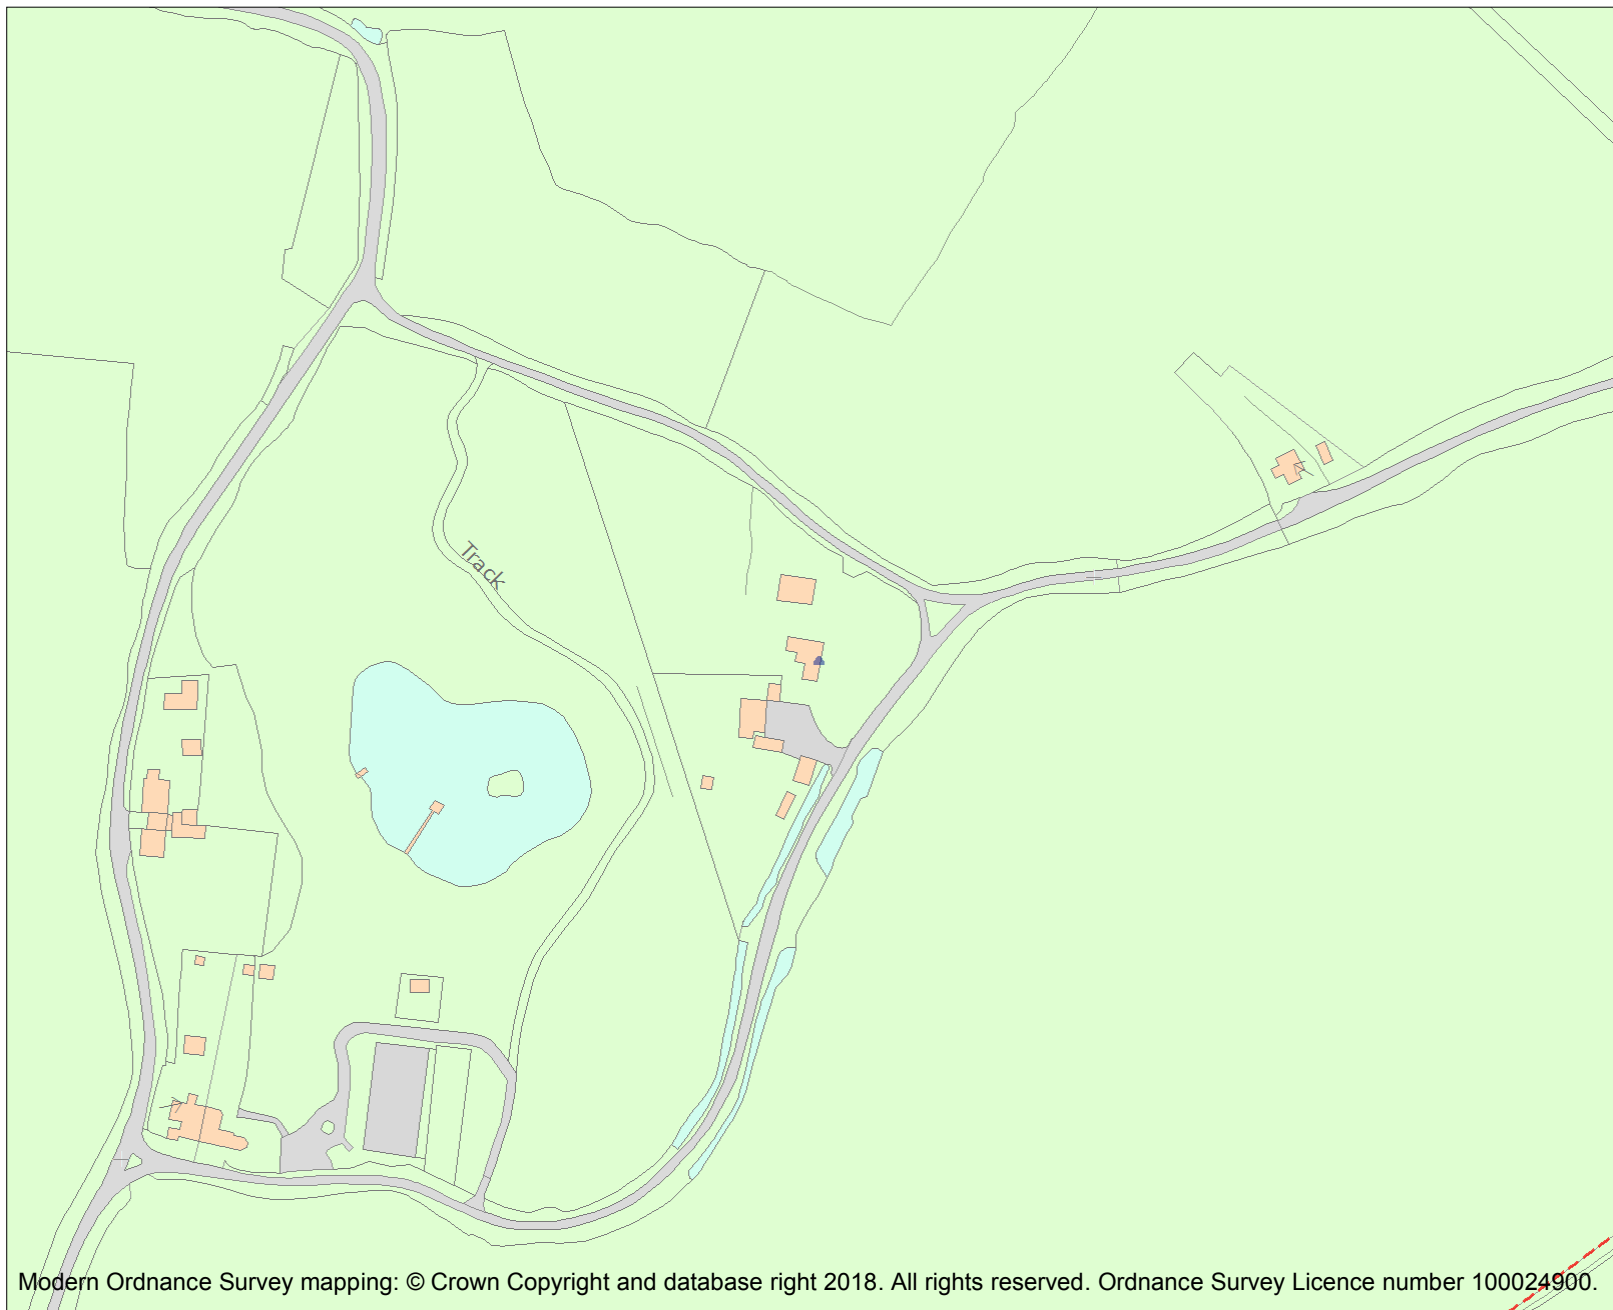 Track
Modern Ordnance Survey mapping: © Crown Copyright and database right 2018. All rights reserved. Ordnance Survey Licence number 100024900.